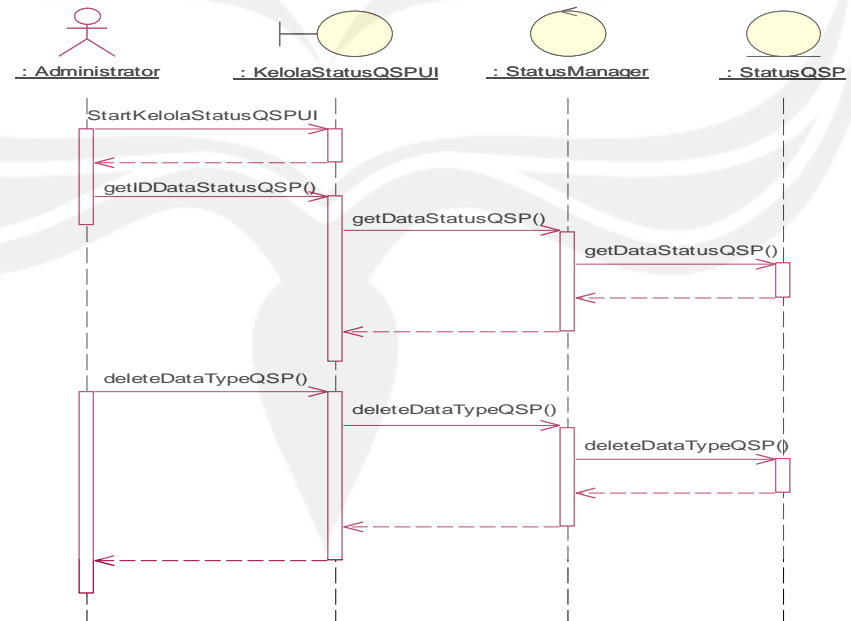 : Administrator
: KelolaStatusQSPUI
: StatusManager
: StatusQSP
StartKelolaStatusQSPUI
getIDDataStatusQSP()
getDataStatusQSP()
getDataStatusQSP()
deleteDataTypeQSP()
deleteDataTypeQSP()
deleteDataTypeQSP()